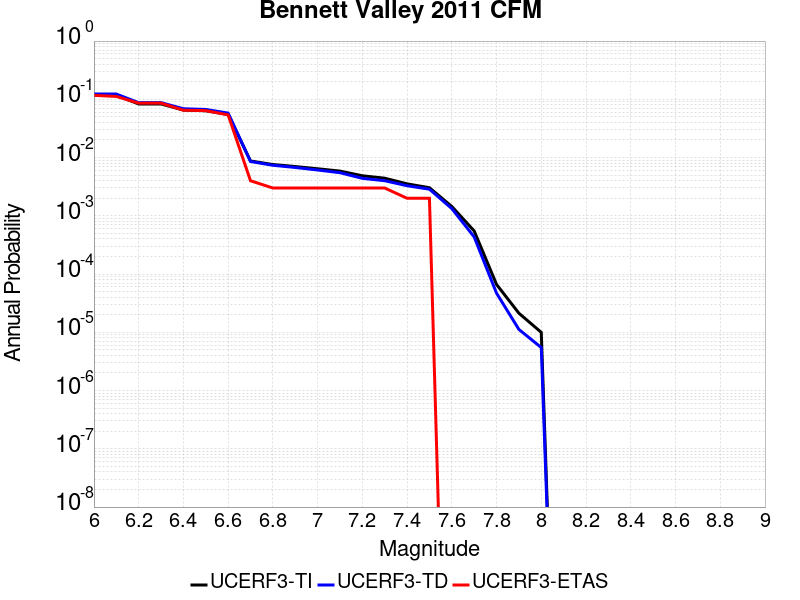 Bennett Valley 2011 CFM
10^0
10^-1
10^-2
10^-3
10^-4
10^-5
10^-6
10^-7
10^-8
Annual Probability
6 6.2 6.4 6.6 6.8 7 7.2 7.4 7.6 7.8 8 8.2 8.4 8.6 8.8 9
Magnitude
UCERF3-TI UCERF3-TD UCERF3-ETAS